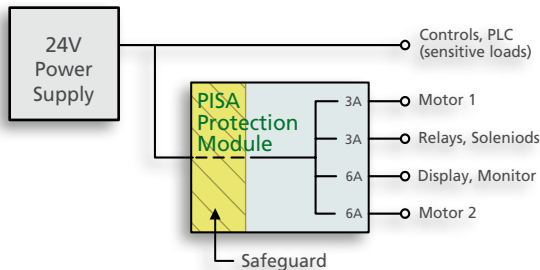 24V
Power
Supply
Controls, PLC
(sensitive loads)
PISA
Protection
Module
3A
Motor 1
3A
Relays, Soleniods
6A
Display, Monitor
6A
Motor 2
Safeguard